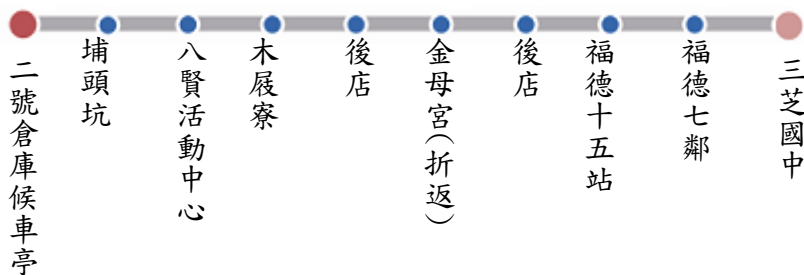 二號倉庫候車亭
埔頭坑
八賢活動中心
木屐寮
後店
金母宮(折返)
後店
福德十五站
福德七鄰
三芝國中